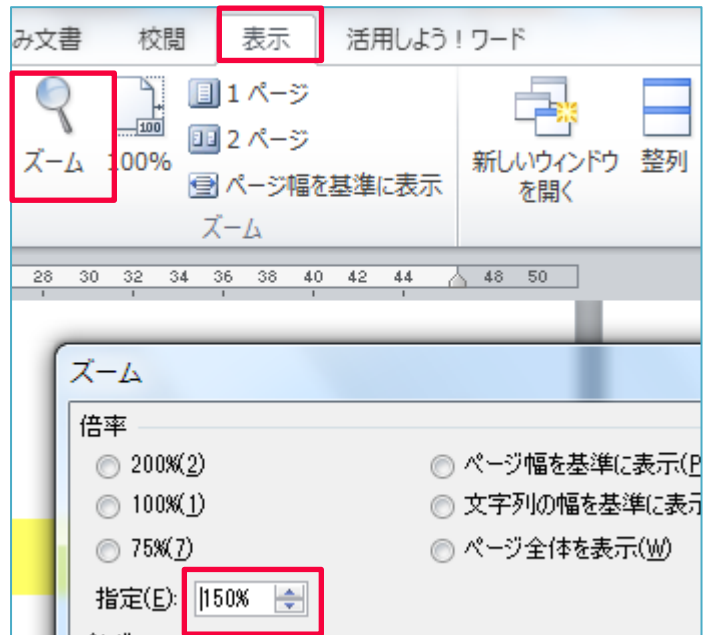 み文書 校閲 表示 活用しよう！ワード
ズーム 100 100% 1 ページ
2 ページ
ページ幅を基準に表示
新しいウィンドウを開く 整列
ズーム
28 30 32 34 36 38 40 42 44 48 50
ズーム
倍率
200%(2) ページ幅を基準に表示(P
100%(1) 文字列の幅を基準に表示
75%(7) ページ全体を表示(W)
指定(E): 150%